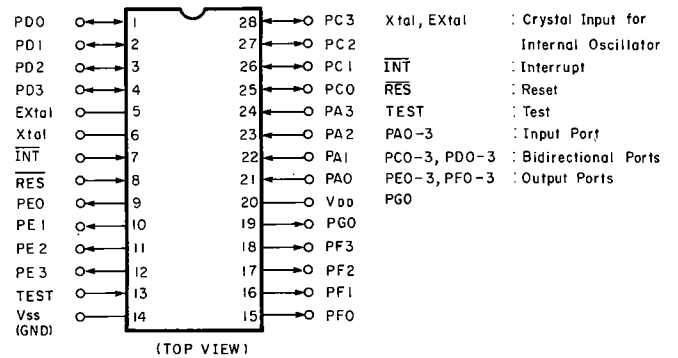 PD0 1 28 PC3
PD1 2 27 PC2
PD2 3 26 PC1
PD3 4 25 PC0
EXtal 5 24 PA3
Xtal 6 23 PA2
INT 7 22 PA1
RES 8 21 PA0
PE0 9 20 VDD
PE1 10 19 PG0
PE2 11 18 PF3
PE3 12 17 PF2
TEST 13 16 PF1
Vss 14 15 PF0
(GND)
(TOP VIEW)
Xtal, EXtal : Crystal Input for
Internal Oscillator
INT : Interrupt
RES : Reset
TEST : Test
PA0-3 : Input Port
PC0-3, PD0-3 : Bidirectional Ports
PE0-3, PF0-3 : Output Ports
PG0